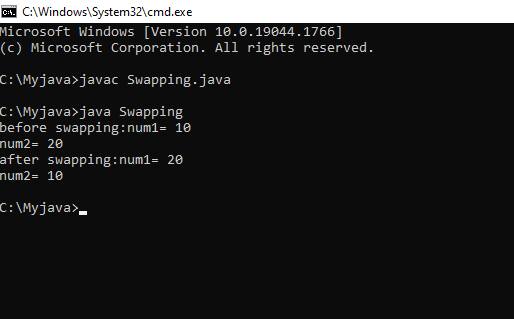 C:\Windows\System32\cmd.exe
Microsoft Windows [Version 10.0.19044.1766]
(c) Microsoft Corporation. All rights reserved.
C:\Myjava>javac Swapping.java
C:\Myjava>java Swapping
before swapping:num1= 10
num2= 20
after swapping:num1= 20
num2= 10
C:\Myjava>